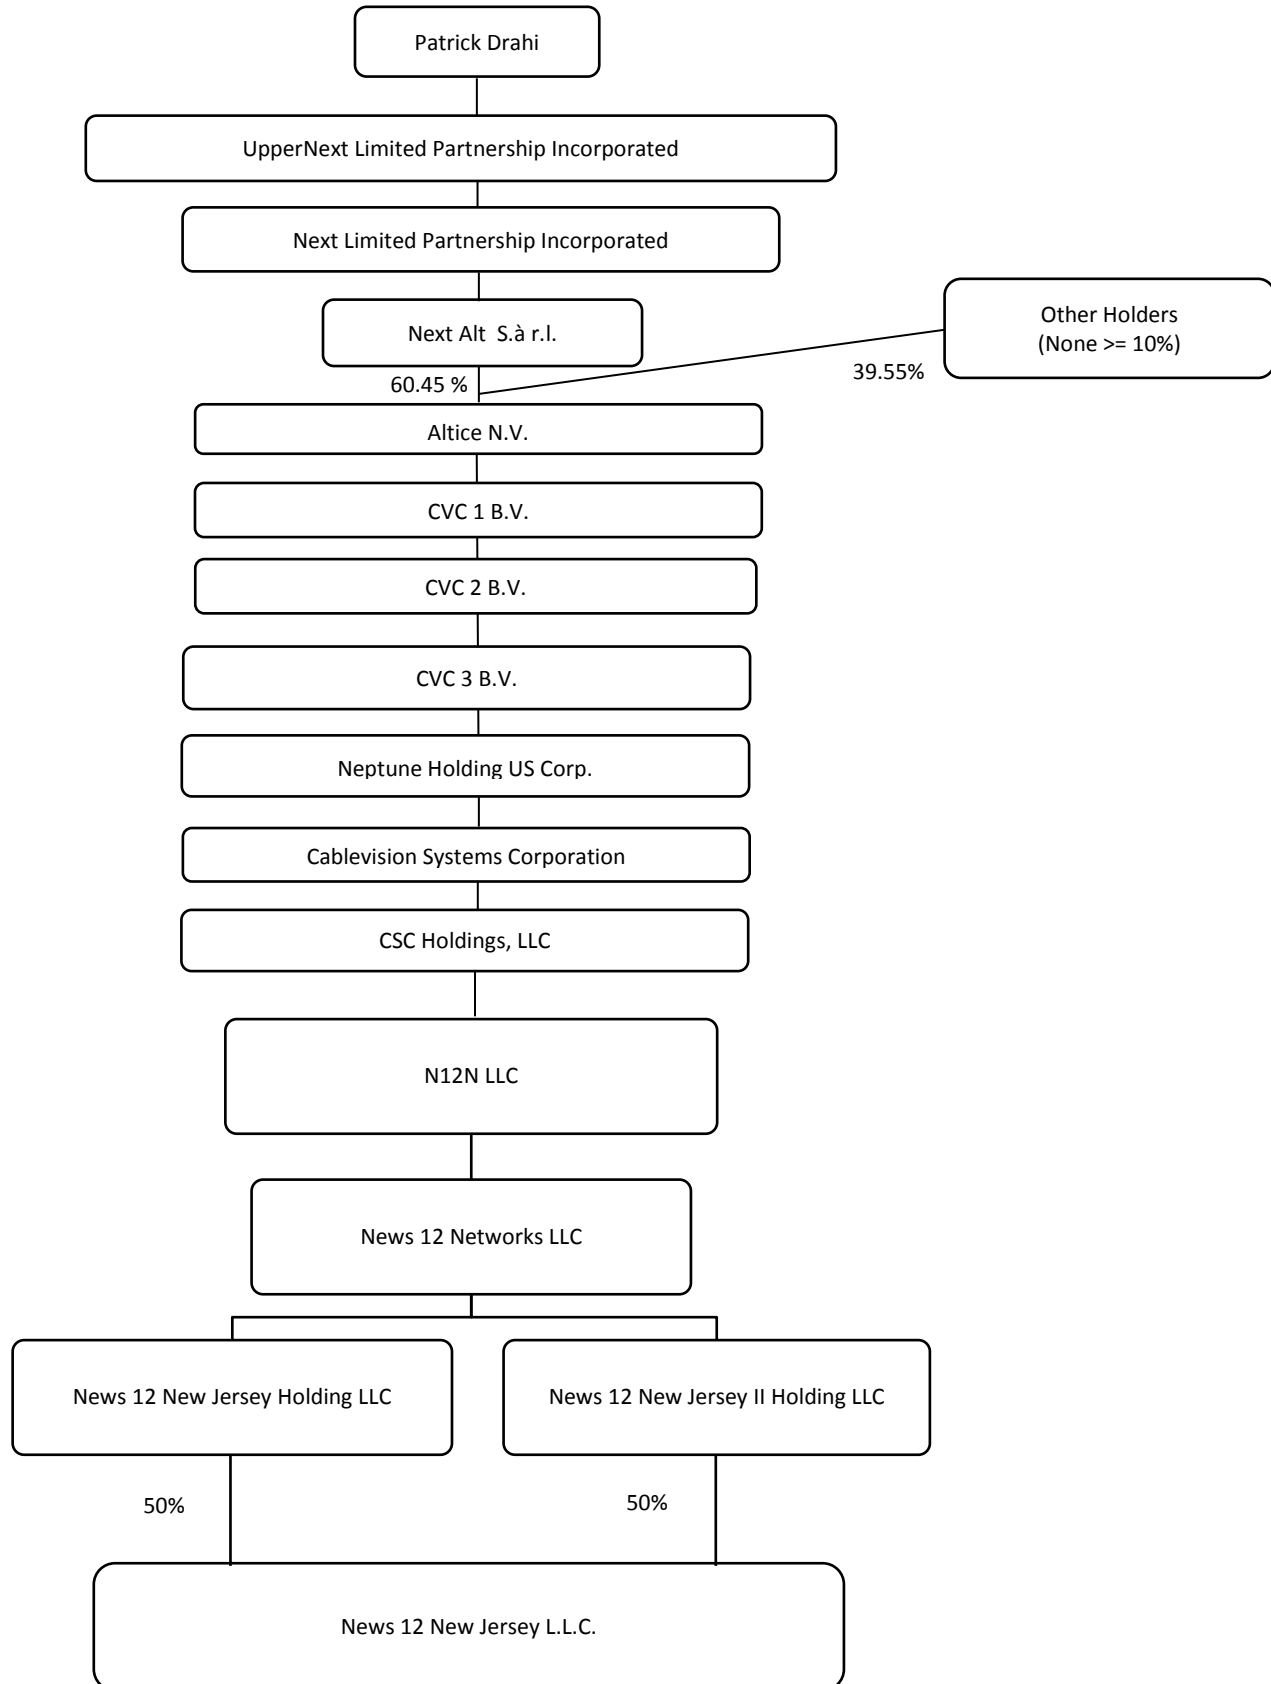 Patrick Drahi
UpperNext Limited Partnership Incorporated
Next Limited Partnership Incorporated
Next Alt  S.à r.l.
Other Holders
(None >= 10%)
60.45 %
39.55%
Altice N.V.
CVC 1 B.V.
CVC 2 B.V.
CVC 3 B.V.
Neptune Holding US Corp.
Cablevision Systems Corporation
CSC Holdings, LLC
N12N LLC
News 12 Networks LLC
News 12 New Jersey Holding LLC
News 12 New Jersey II Holding LLC
50%
50%
News 12 New Jersey L.L.C.